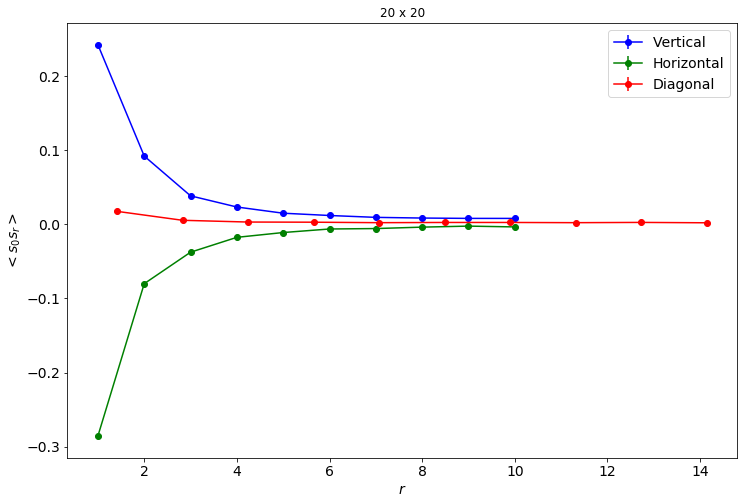 20 x 20
Vertical
Horizontal
Diagonal
0.2
0.1
0.0
−0.1
−0.2
−0.3
< s₀sᵣ >
2 4 6 8 10 12 14
r